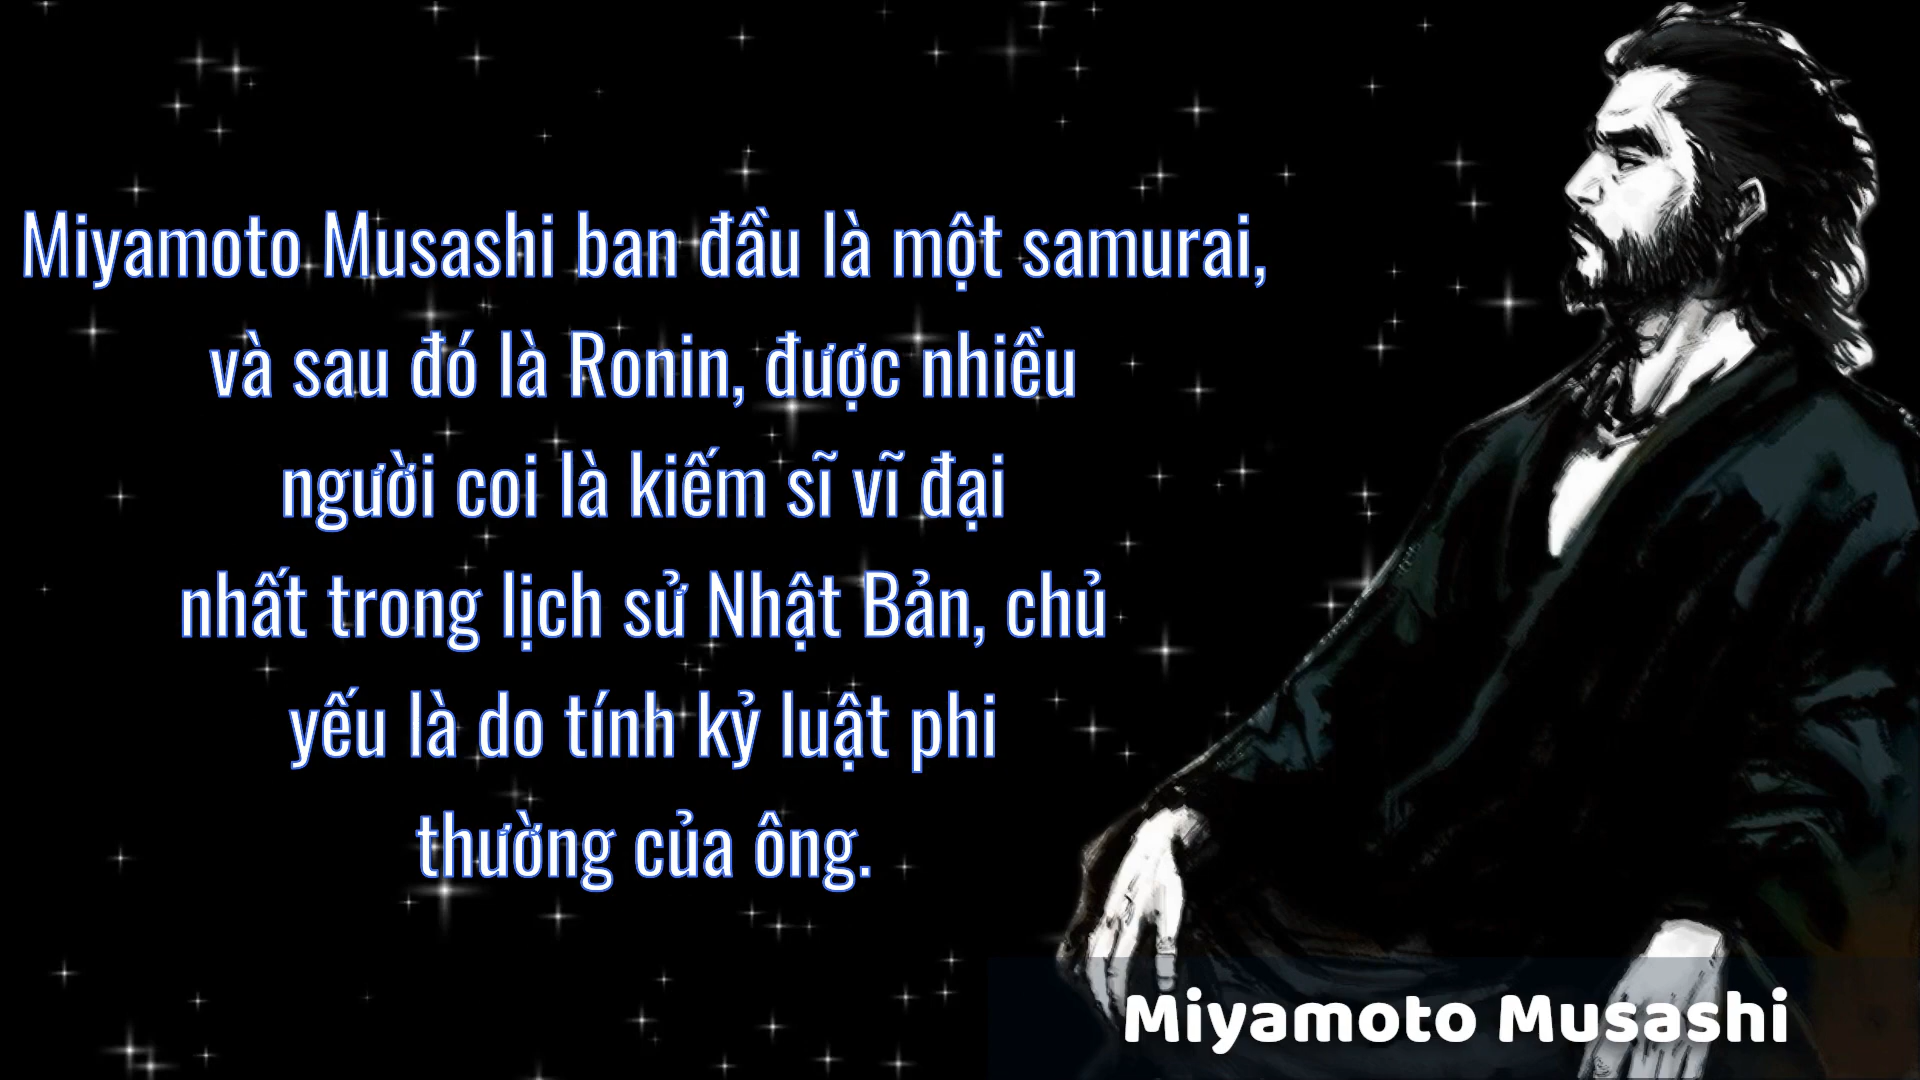 Miyamoto Musashi ban đầu là một samurai,
và sau đó là Ronin, được nhiều
người coi là kiếm sĩ vĩ đại
nhất trong lịch sử Nhật Bản, chủ
yếu là do tính kỷ luật phi
thường của ông.
Miyamoto Musashi